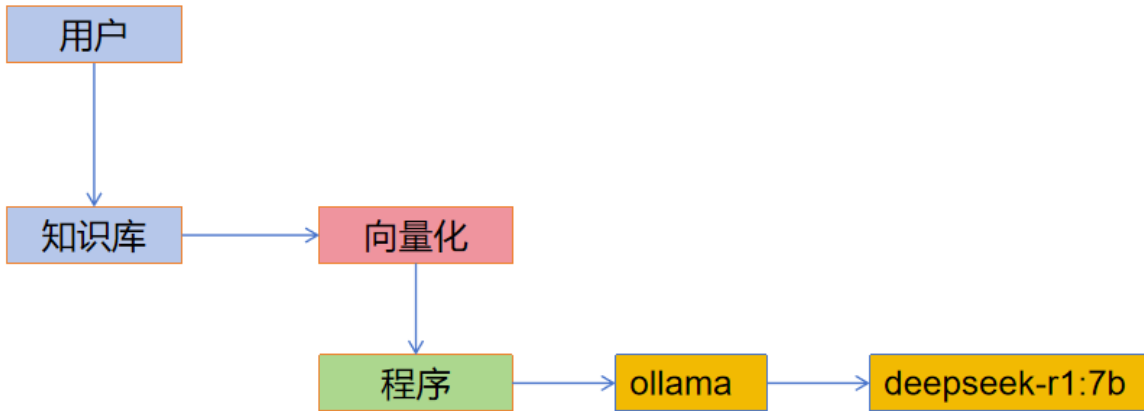 用户
知识库
向量化
程序
ollama
deepseek-r1:7b